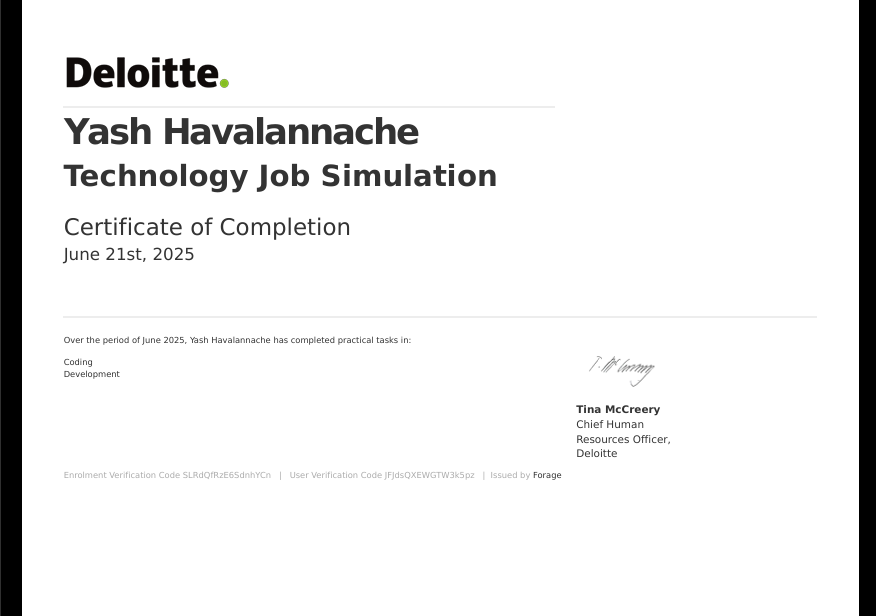 Deloitte.
Yash Havalannache
Technology Job Simulation
Certificate of Completion
June 21st, 2025
Over the period of June 2025, Yash Havalannache has completed practical tasks in:
Coding
Development
Tina McCreery
Chief Human
Resources Officer,
Deloitte
Enrolment Verification Code SLRdQfRzE6SdnhYCn | User Verification Code JFJdsQXEWGTW3k5pz | Issued by Forage